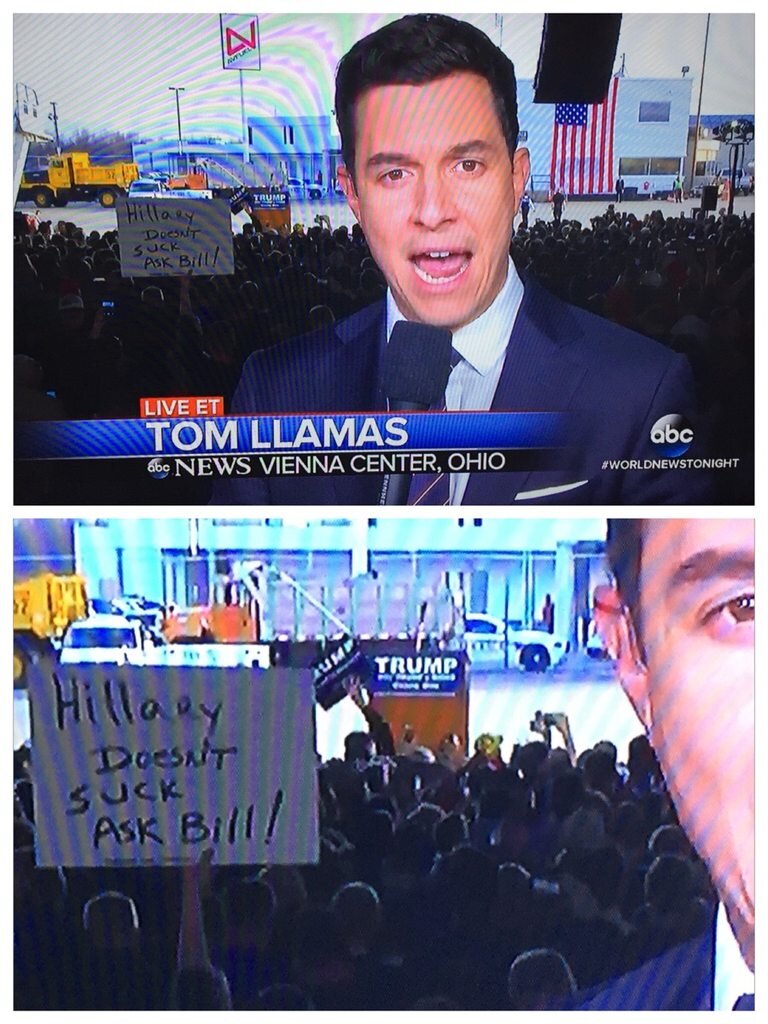 AVFUEL
TRUMP
Hillary
DOESN'T
SUCK
ASK Bill!
LIVE ET
TOM LLAMAS
abc NEWS VIENNA CENTER, OHIO
abc
#WORLDNEWSTONIGHT
TRUMP
Hillary
DOESN'T
SUCK
ASK Bill!